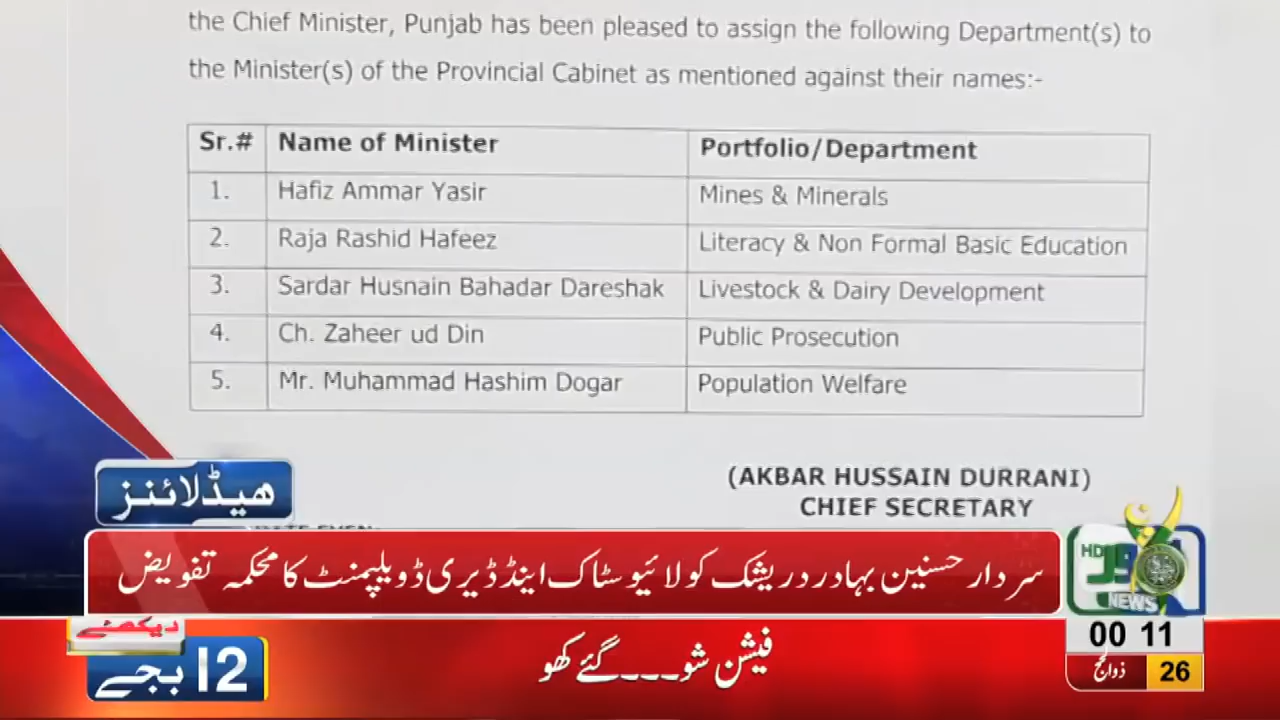 the Chief Minister, Punjab has been pleased to assign the following Department(s) to
the Minister(s) of the Provincial Cabinet as mentioned against their names:-
Sr.# Name of Minister Portfolio/Department
1. Hafiz Ammar Yasir Mines & Minerals
2. Raja Rashid Hafeez Literacy & Non Formal Basic Education
3. Sardar Husnain Bahadar Dareshak Livestock & Dairy Development
4. Ch. Zaheer ud Din Public Prosecution
5. Mr. Muhammad Hashim Dogar Population Welfare
(AKBAR HUSSAIN DURRANI)
CHIEF SECRETARY
ھیڈلائنز
سردار حسنین بہادر دریشک کو لائیو سٹاک اینڈ ڈیری ڈویلپمنٹ کا محکمہ تفویض
HD
NEWS
دیکھئے
12 بجے
فیشن شو۔۔۔گئے کھو
00 11
26 ذوالحج